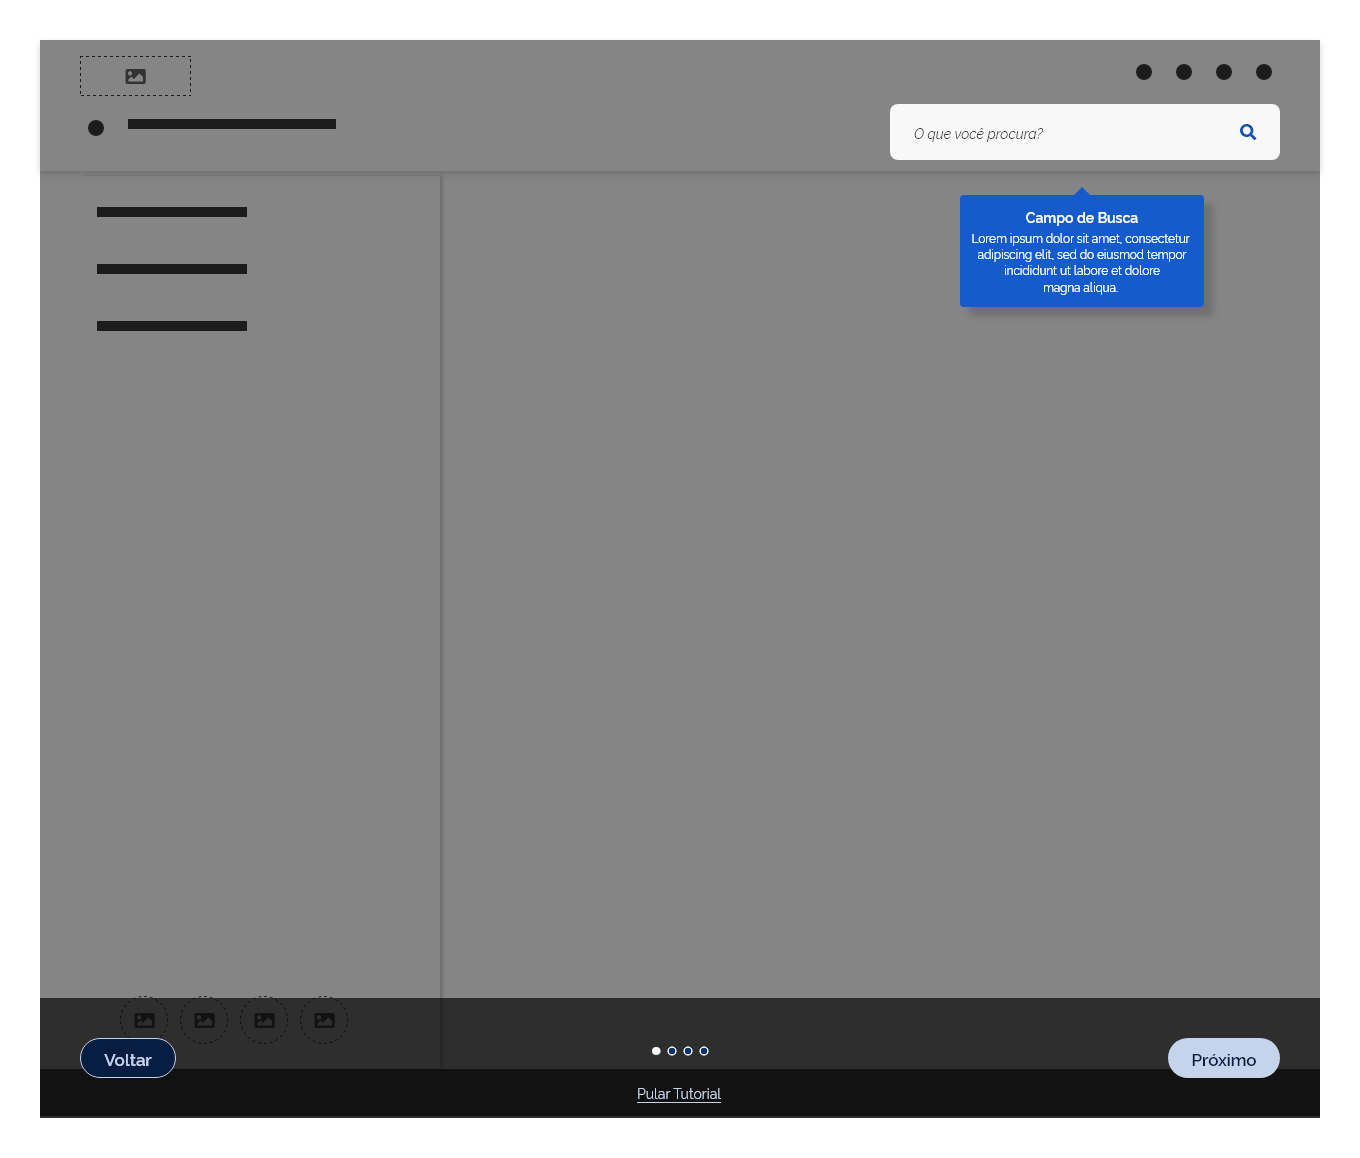 O que você procura?
Campo de Busca
Lorem ipsum dolor sit amet, consectetur
adipiscing elit, sed do eiusmod tempor
incididunt ut labore et dolore
magna aliqua.
Voltar
Próximo
Pular Tutorial